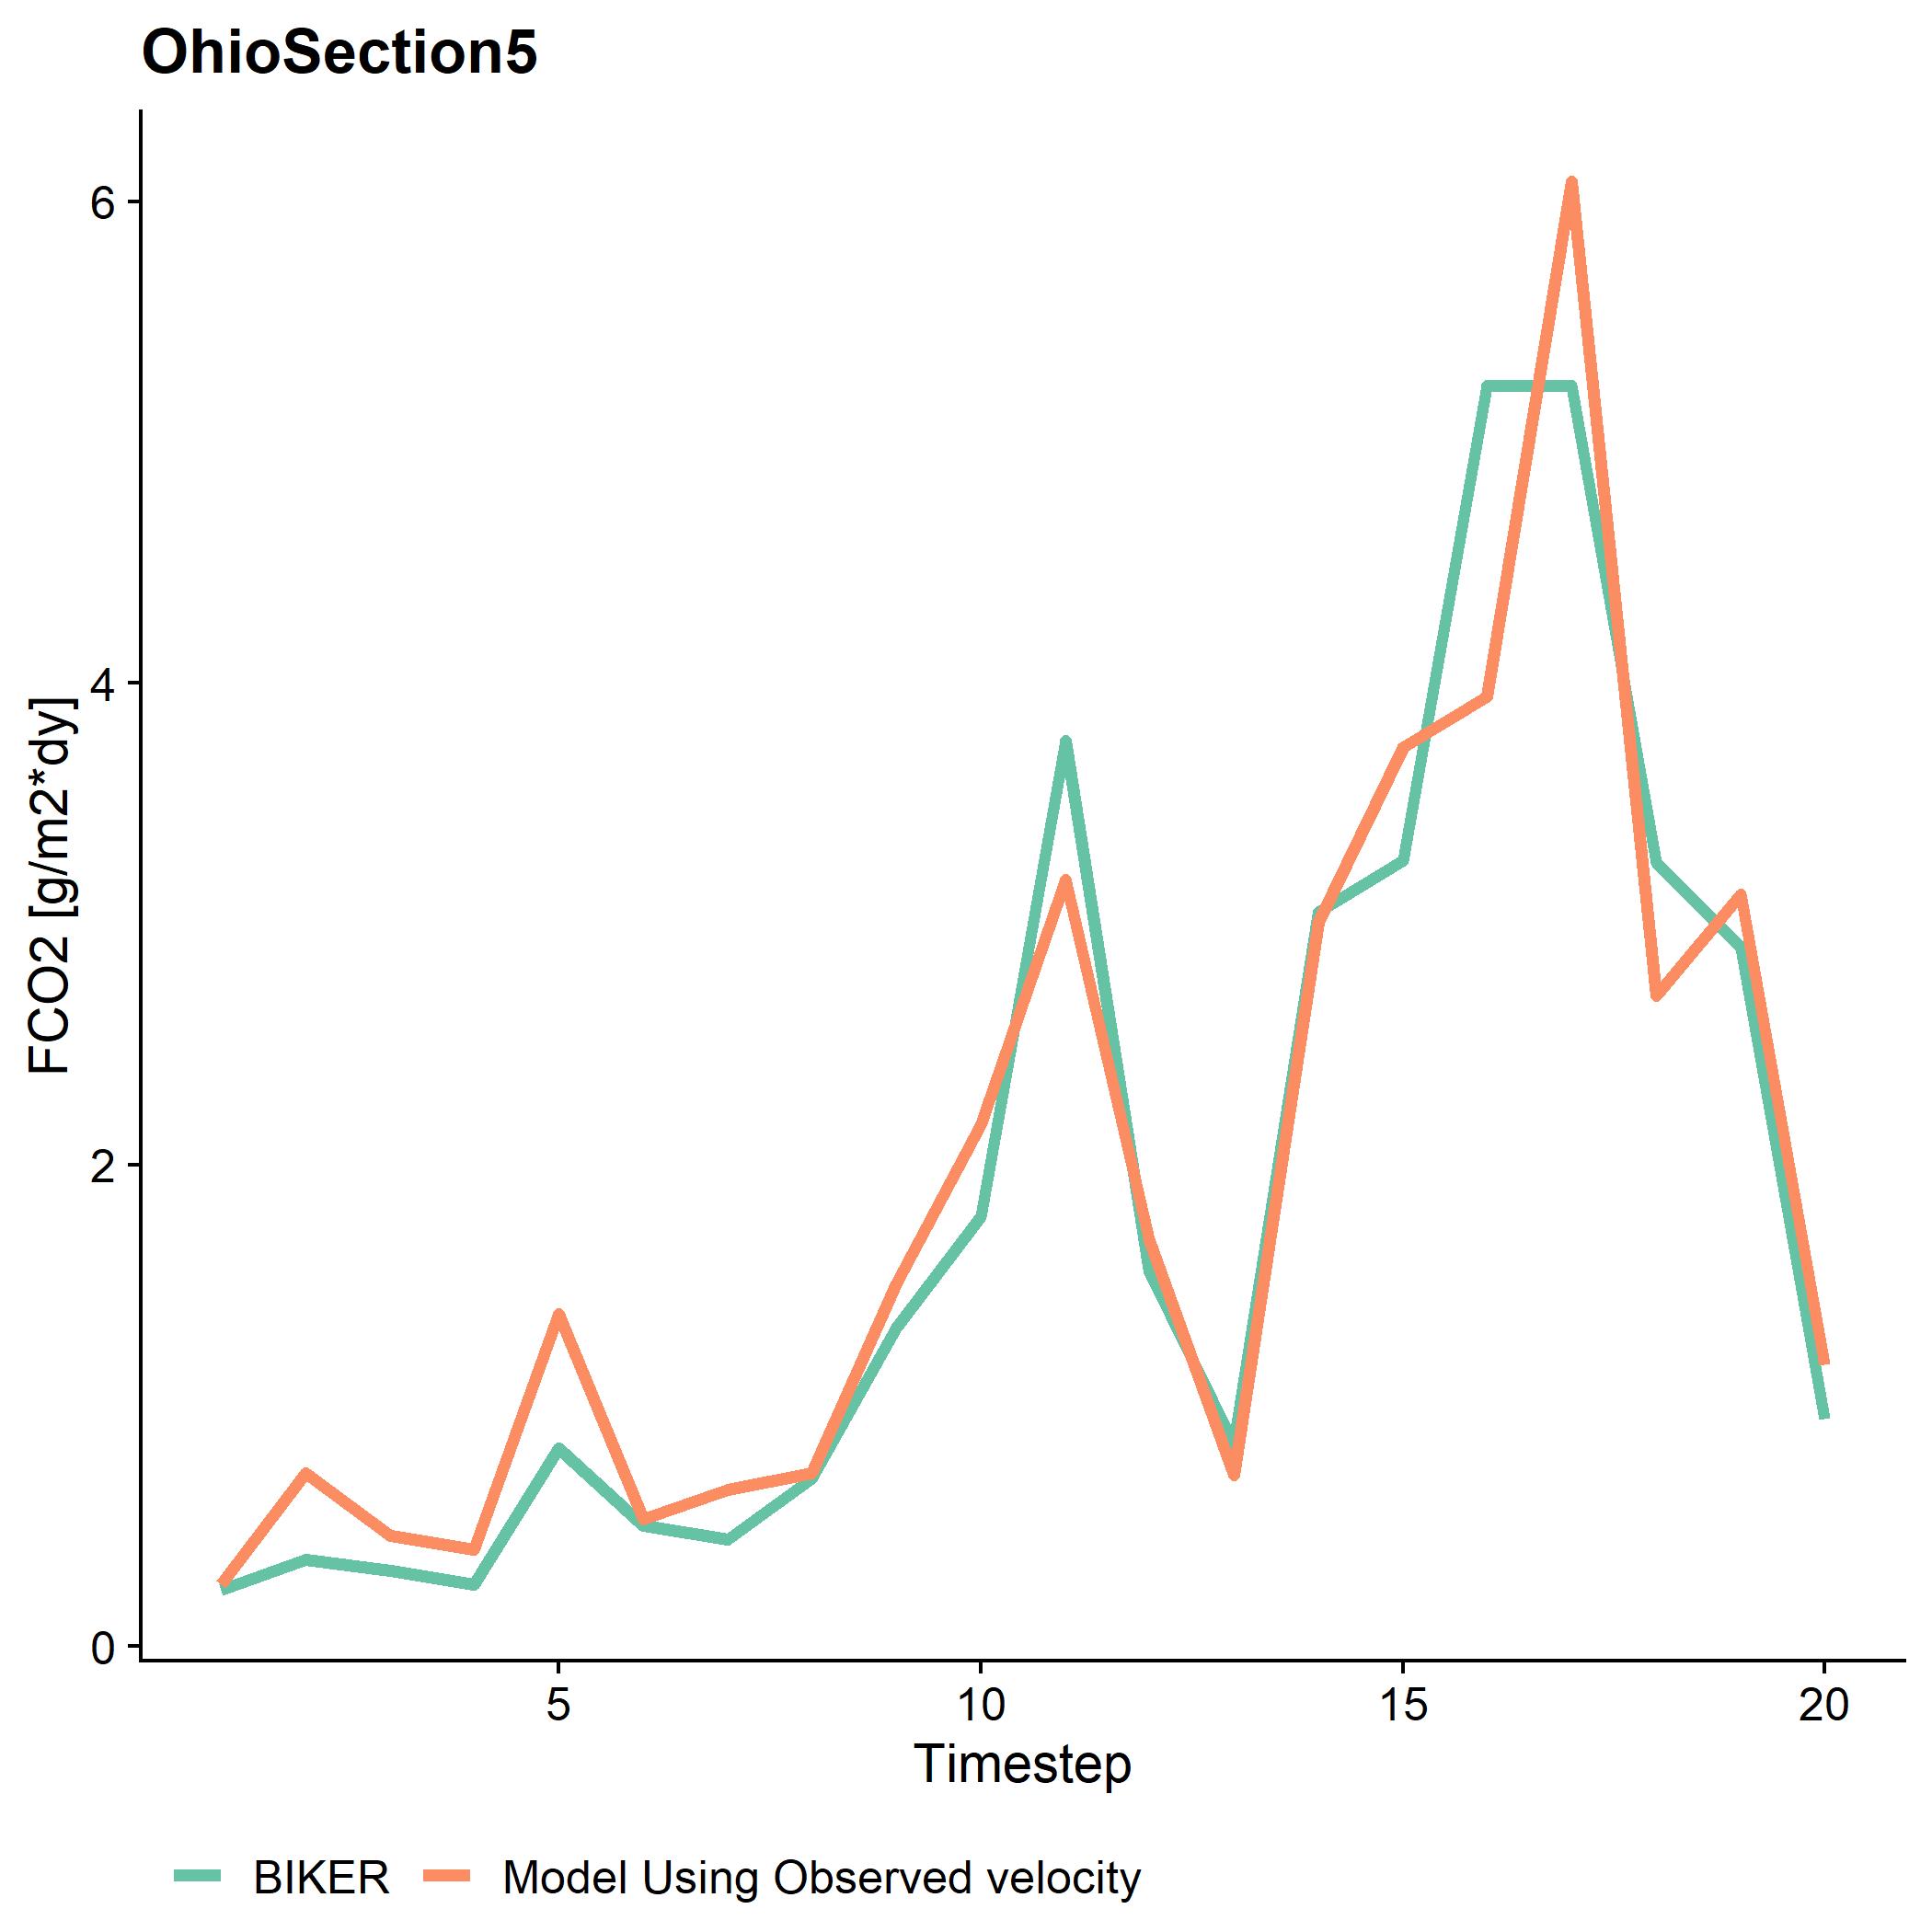 OhioSection5
FCO2 [g/m2*dy]
6
4
2
0
5 10 15 20
Timestep
BIKER Model Using Observed velocity